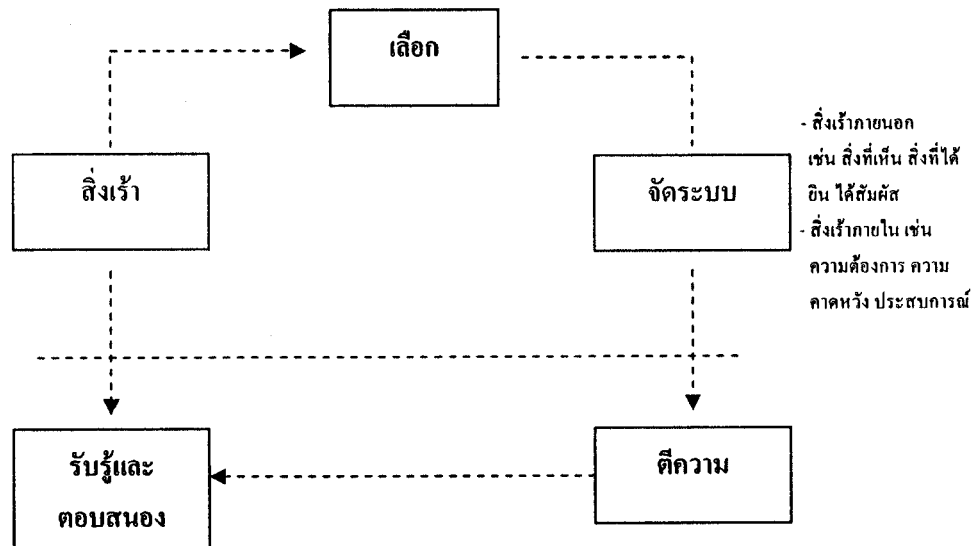 เลือก
สิ่งเร้า
จัดระบบ
- สิ่งเร้าภายนอก
เช่น สิ่งที่เห็น สิ่งที่ได้
ยิน ได้สัมผัส
- สิ่งเร้าภายใน เช่น
ความต้องการ ความ
คาดหวัง ประสบการณ์
รับรู้และ
ตอบสนอง
ตีความ